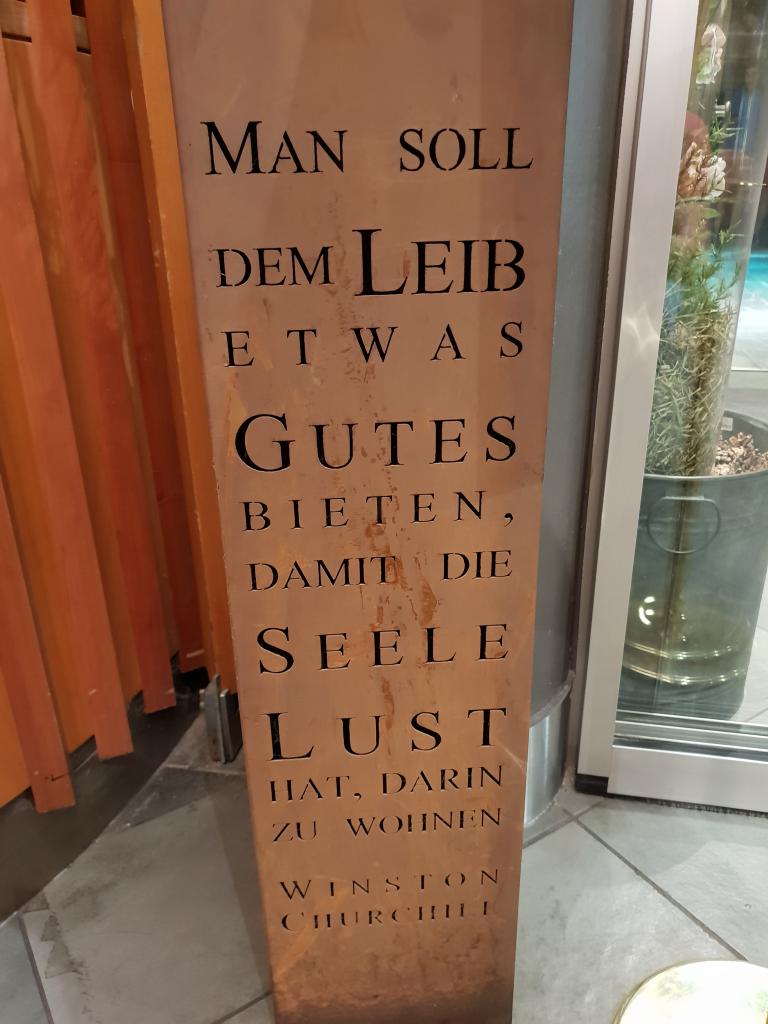 MAN SOLL
DEM LEIB
ETWAS
GUTES
BIETEN,
DAMIT DIE
SEELE
LUST
HAT, DARIN
ZU WOHNEN
WINSTON
CHURCHILL